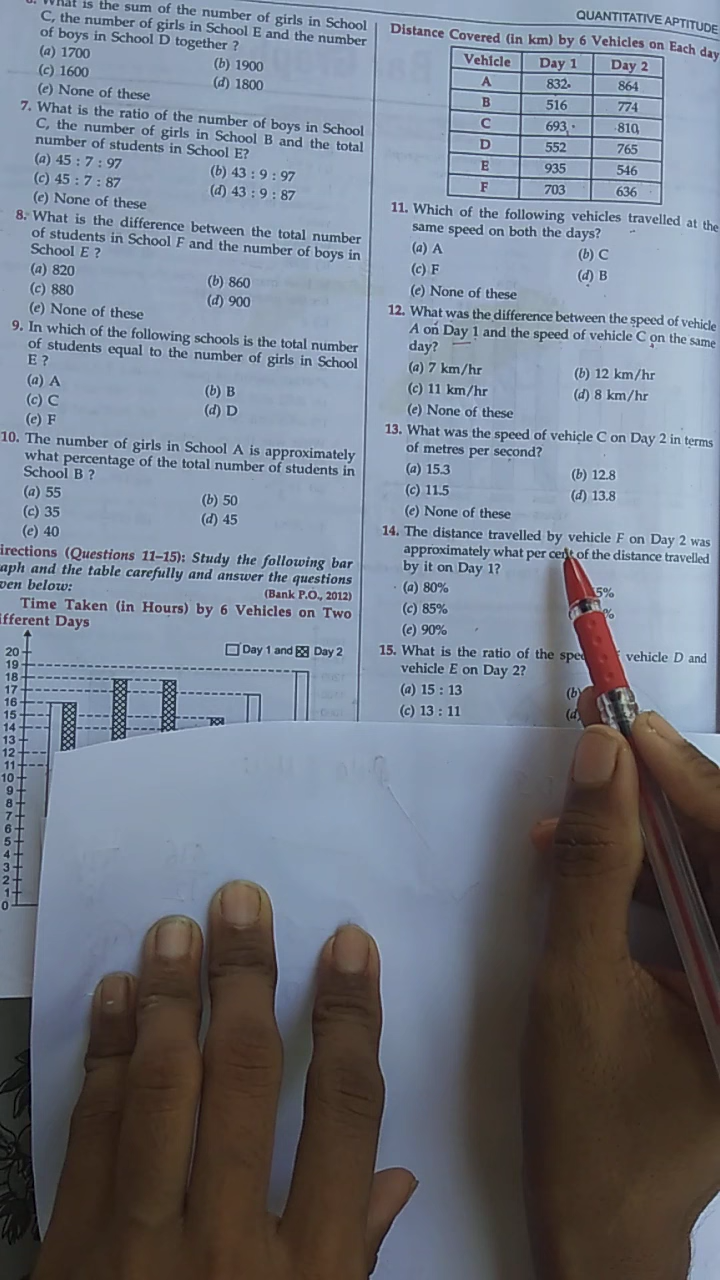 QUANTITATIVE APTITUDE
What is the sum of the number of girls in School
C, the number of girls in School E and the number
of boys in School D together ?
(a) 1700 (b) 1900
(c) 1600 (d) 1800
(e) None of these
7. What is the ratio of the number of boys in School
C, the number of girls in School B and the total
number of students in School E?
(a) 45 : 7 : 97 (b) 43 : 9 : 97
(c) 45 : 7 : 87 (d) 43 : 9 : 87
(e) None of these
8. What is the difference between the total number
of students in School F and the number of boys in
School E ?
(a) 820 (b) 860
(c) 880 (d) 900
(e) None of these
9. In which of the following schools is the total number
of students equal to the number of girls in School
E ?
(a) A (b) B
(c) C (d) D
(e) F
10. The number of girls in School A is approximately
what percentage of the total number of students in
School B ?
(a) 55 (b) 50
(c) 35 (d) 45
(e) 40
irections (Questions 11–15): Study the following bar
aph and the table carefully and answer the questions
ven below: (Bank P.O., 2012)
Time Taken (in Hours) by 6 Vehicles on Two
ifferent Days
Day 1 and Day 2
20
19
18
17
16
15
14
13
12
11
10
9
8
7
6
5
4
3
2
1
0
Distance Covered (in km) by 6 Vehicles on Each day
Vehicle Day 1 Day 2
A 832 864
B 516 774
C 693 810
D 552 765
E 935 546
F 703 636
11. Which of the following vehicles travelled at the
same speed on both the days?
(a) A (b) C
(c) F (d) B
(e) None of these
12. What was the difference between the speed of vehicle
A on Day 1 and the speed of vehicle C on the same
day?
(a) 7 km/hr (b) 12 km/hr
(c) 11 km/hr (d) 8 km/hr
(e) None of these
13. What was the speed of vehicle C on Day 2 in terms
of metres per second?
(a) 15.3 (b) 12.8
(c) 11.5 (d) 13.8
(e) None of these
14. The distance travelled by vehicle F on Day 2 was
approximately what per cent of the distance travelled
by it on Day 1?
(a) 80% 5%
(c) 85% %
(e) 90%
15. What is the ratio of the vehicle D and
vehicle E on Day 2?
(a) 15 : 13 (b)
(c) 13 : 11 (d)